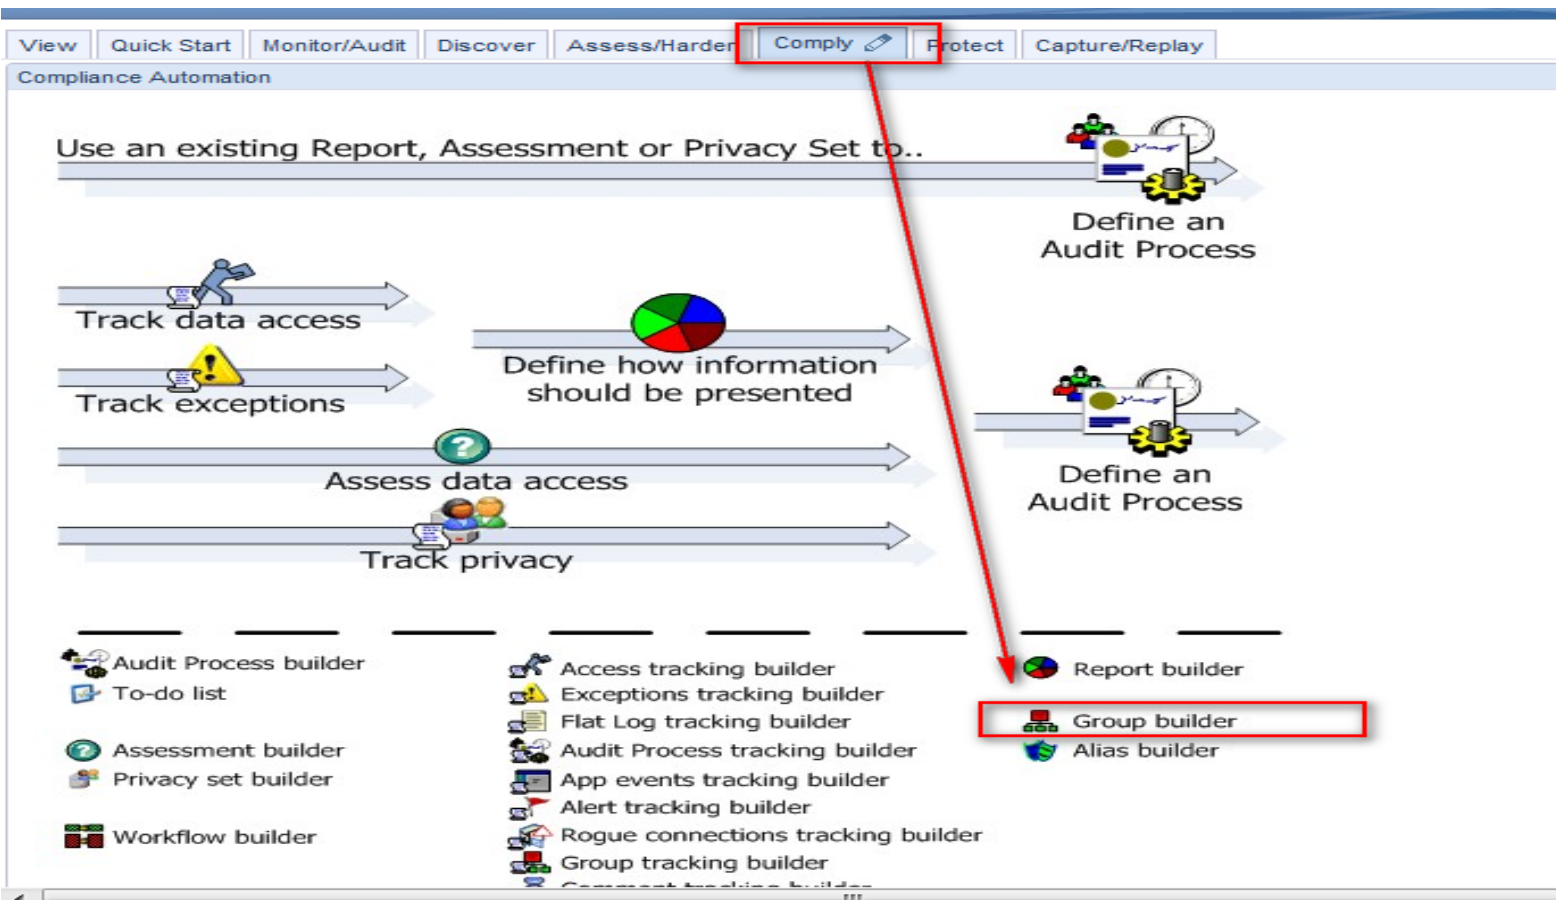 View Quick Start Monitor/Audit Discover Assess/Harden Comply Protect Capture/Replay
Compliance Automation
Use an existing Report, Assessment or Privacy Set to..
Define an
Audit Process
Track data access
Define how information
should be presented
Track exceptions
Assess data access
Define an
Audit Process
Track privacy
Audit Process builder
To-do list
Assessment builder
Privacy set builder
Workflow builder
Access tracking builder
Exceptions tracking builder
Flat Log tracking builder
Audit Process tracking builder
App events tracking builder
Alert tracking builder
Rogue connections tracking builder
Group tracking builder
Comment tracking builder
Report builder
Group builder
Alias builder